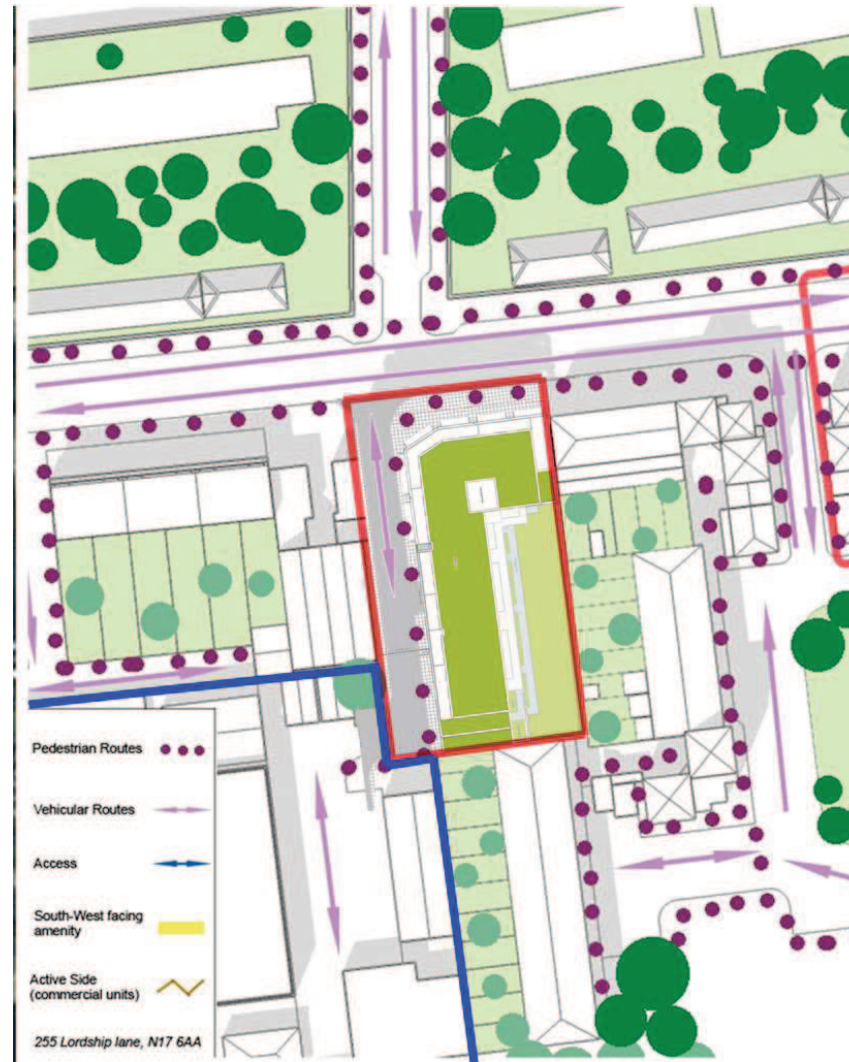 Pedestrian Routes
Vehicular Routes
Access
South-West facing
amenity
Active Side
(commercial units)
255 Lordship lane, N17 6AA